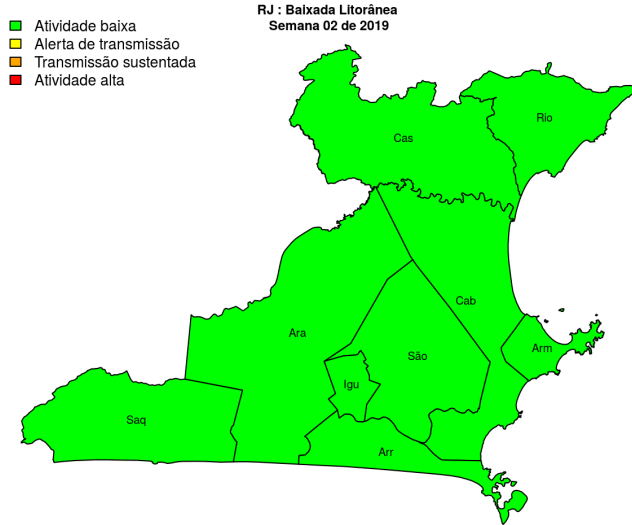 RJ : Baixada Litorânea
Semana 02 de 2019
Atividade baixa
Alerta de transmissão
Transmissão sustentada
Atividade alta
Rio
Cas
Cab
Ara
Arm
São
Igu
Saq
Arr